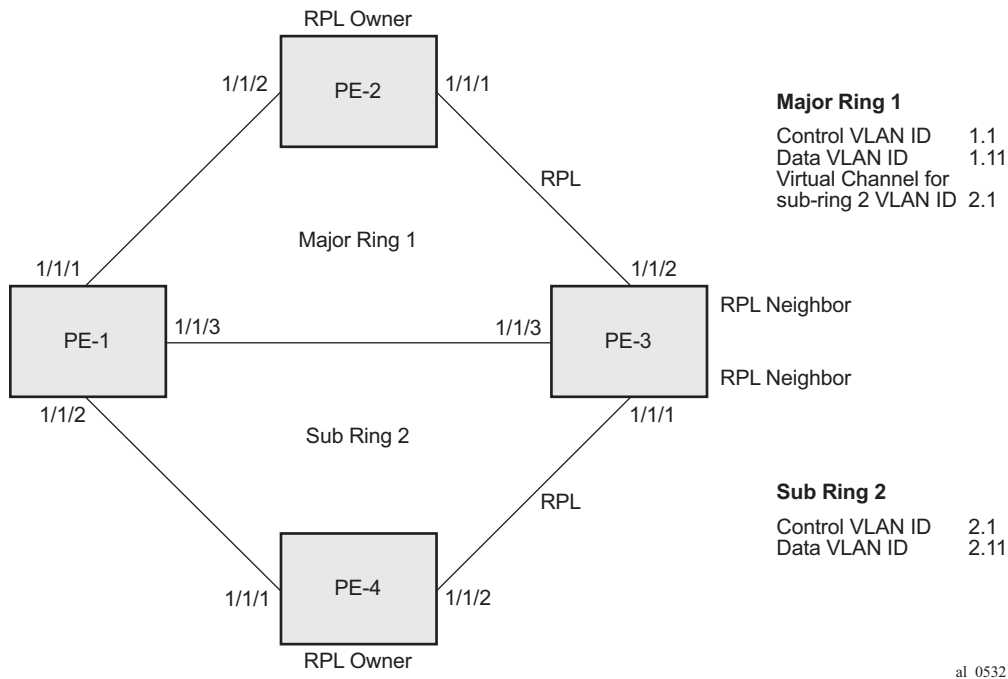 RPL Owner
1/1/2
PE-2
1/1/1
RPL
Major Ring 1
1/1/1
1/1/2
PE-1
1/1/3
1/1/3
PE-3
RPL Neighbor
RPL Neighbor
1/1/2
1/1/1
Sub Ring 2
RPL
1/1/1
PE-4
1/1/2
RPL Owner
Major Ring 1
Control VLAN ID 1.1
Data VLAN ID 1.11
Virtual Channel for
sub-ring 2 VLAN ID 2.1
Sub Ring 2
Control VLAN ID 2.1
Data VLAN ID 2.11
al_0532